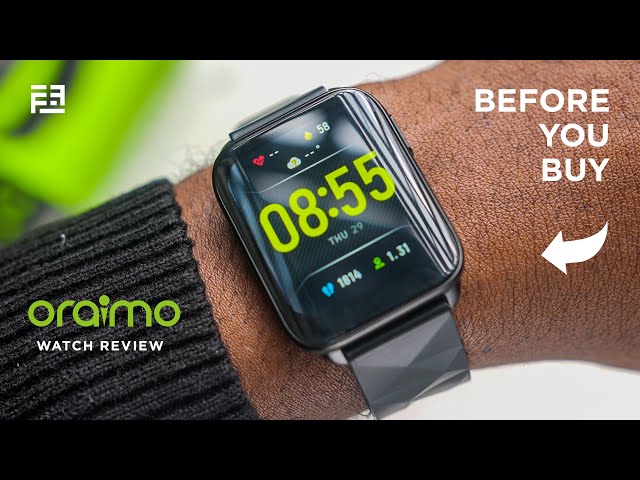 BEFORE
YOU
BUY
-- 58
-- --°
08:55
THU 29
1814 1.31
oraimo
WATCH REVIEW